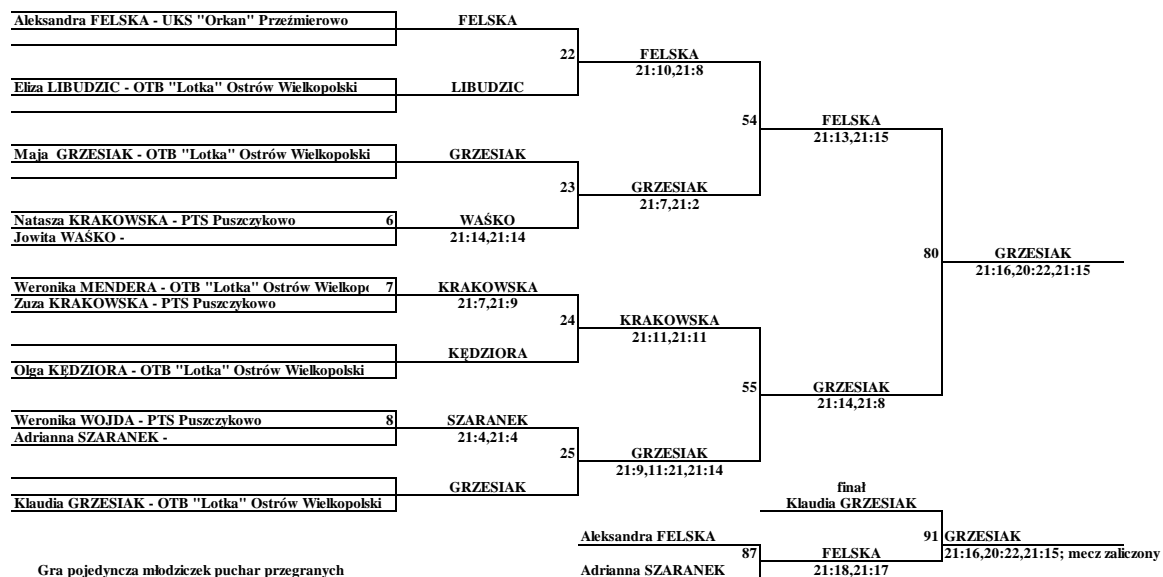 Aleksandra FELSKA - UKS "Orkan" Przeźmierowo
FELSKA
22
FELSKA
21:10,21:8
Eliza LIBUDZIC - OTB "Lotka" Ostrów Wielkopolski
LIBUDZIC
54
FELSKA
21:13,21:15
Maja GRZESIAK - OTB "Lotka" Ostrów Wielkopolski
GRZESIAK
23
GRZESIAK
21:7,21:2
Natasza KRAKOWSKA - PTS Puszczykowo 6
WAŚKO
Jowita WAŚKO -
21:14,21:14
80
GRZESIAK
21:16,20:22,21:15
Weronika MENDERA - OTB "Lotka" Ostrów Wielkopo 7
KRAKOWSKA
Zuza KRAKOWSKA - PTS Puszczykowo
21:7,21:9
24
KRAKOWSKA
21:11,21:11
KĘDZIORA
Olga KĘDZIORA - OTB "Lotka" Ostrów Wielkopolski
55
GRZESIAK
21:14,21:8
Weronika WOJDA - PTS Puszczykowo 8
SZARANEK
Adrianna SZARANEK -
21:4,21:4
25
GRZESIAK
21:9,11:21,21:14
GRZESIAK
Klaudia GRZESIAK - OTB "Lotka" Ostrów Wielkopolski
finał
Klaudia GRZESIAK
Aleksandra FELSKA
91 GRZESIAK
21:16,20:22,21:15; mecz zaliczony
87
FELSKA
21:18,21:17
Gra pojedyncza młodziczek puchar przegranych
Adrianna SZARANEK